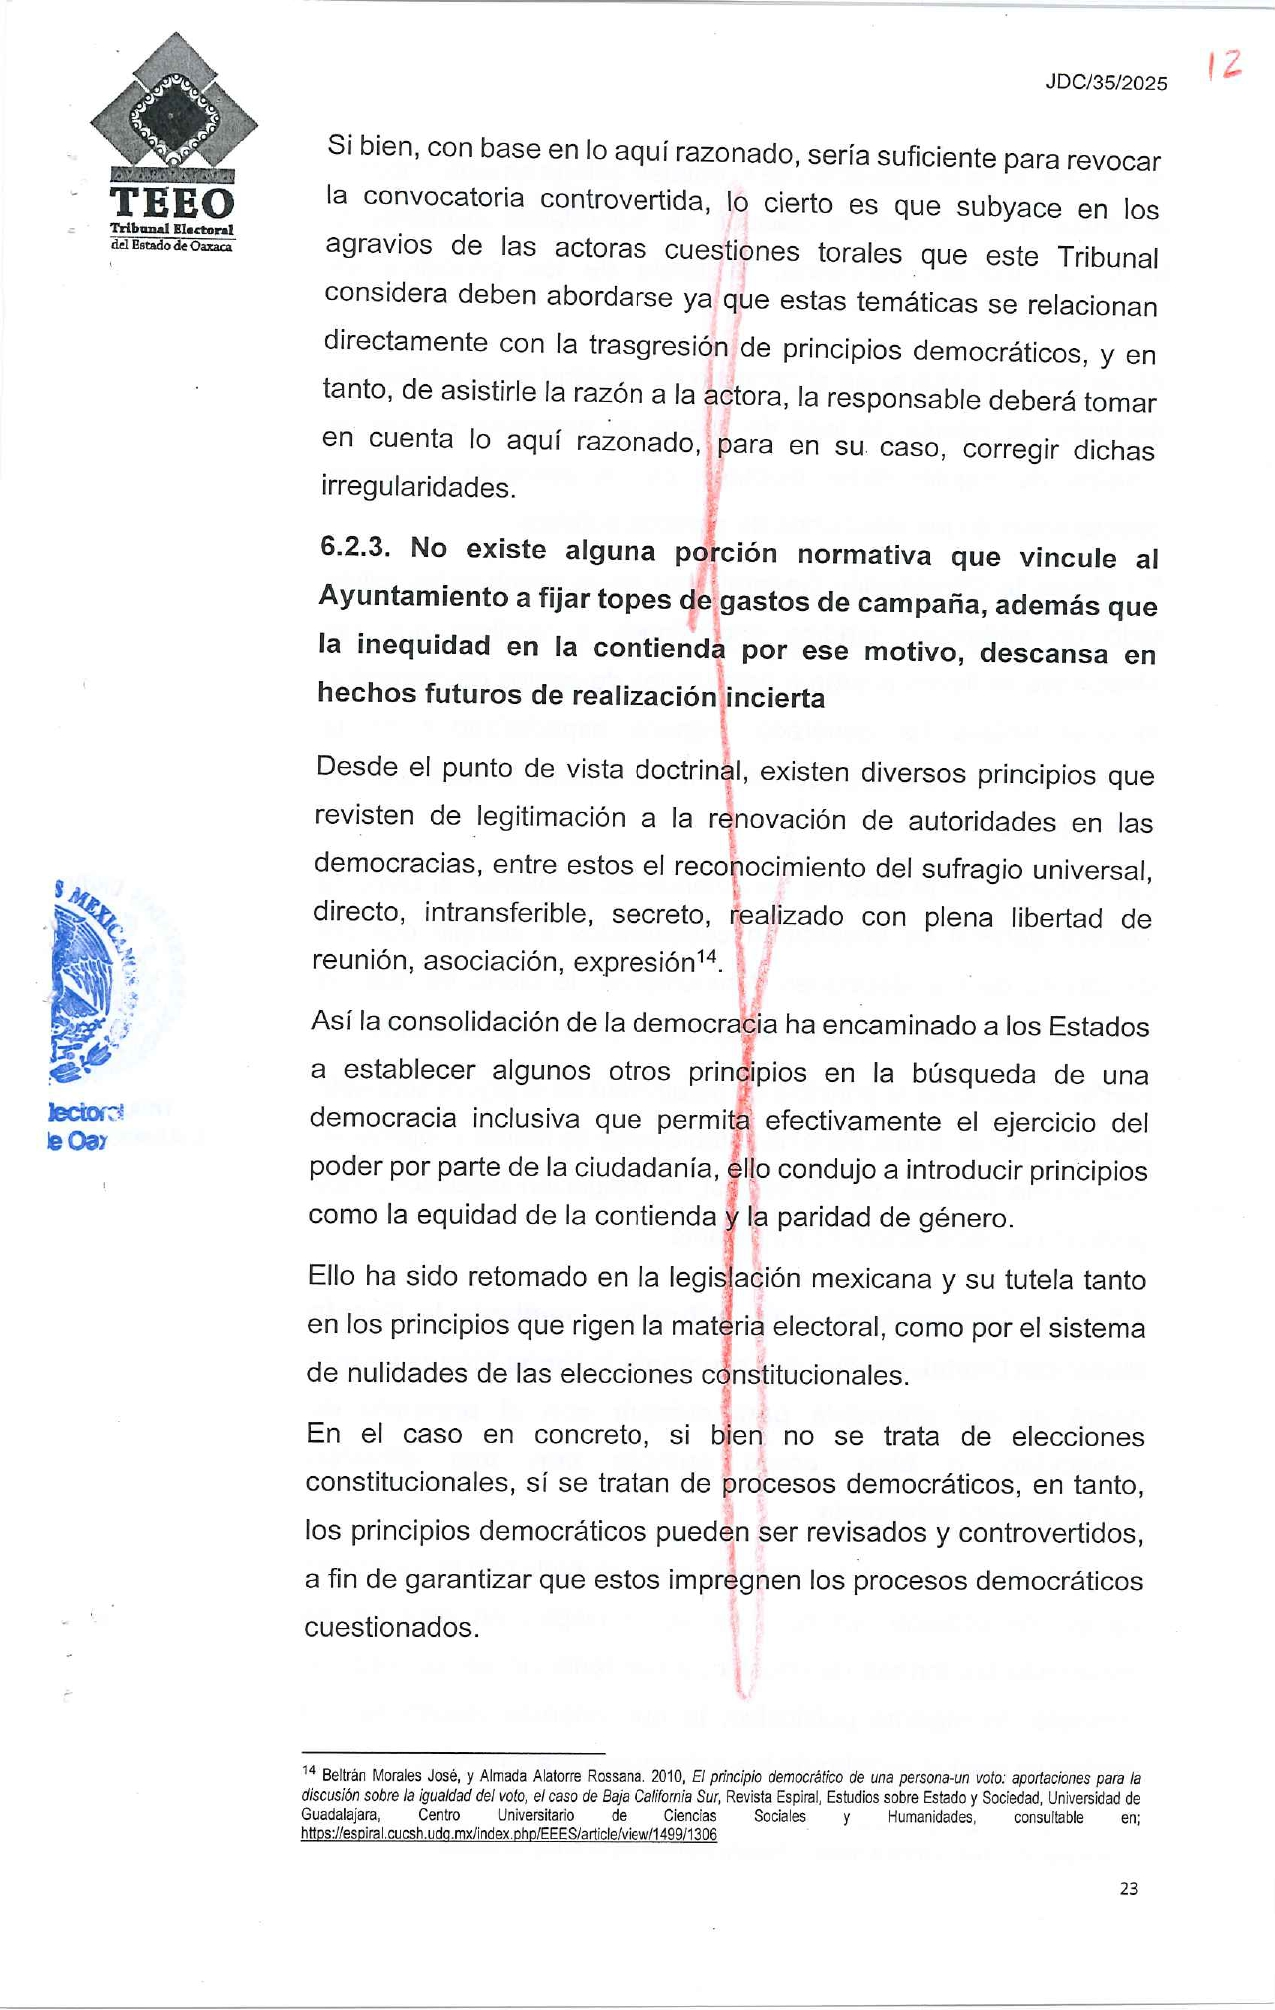 12
JDC/35/2025
TEEO
Tribunal Electoral
del Estado de Oaxaca
Si bien, con base en lo aquí razonado, sería suficiente para revocar
la convocatoria controvertida, lo cierto es que subyace en los
agravios de las actoras cuestiones torales que este Tribunal
considera deben abordarse ya que estas temáticas se relacionan
directamente con la trasgresión de principios democráticos, y en
tanto, de asistirle la razón a la actora, la responsable deberá tomar
en cuenta lo aquí razonado, para en su caso, corregir dichas
irregularidades.
6.2.3. No existe alguna porción normativa que vincule al
Ayuntamiento a fijar topes de gastos de campaña, además que
la inequidad en la contienda por ese motivo, descansa en
hechos futuros de realización incierta
Desde el punto de vista doctrinal, existen diversos principios que
revisten de legitimación a la renovación de autoridades en las
democracias, entre estos el reconocimiento del sufragio universal,
directo, intransferible, secreto, realizado con plena libertad de
reunión, asociación, expresión14.
Así la consolidación de la democracia ha encaminado a los Estados
a establecer algunos otros principios en la búsqueda de una
democracia inclusiva que permita efectivamente el ejercicio del
poder por parte de la ciudadanía, ello condujo a introducir principios
como la equidad de la contienda y la paridad de género.
Ello ha sido retomado en la legislación mexicana y su tutela tanto
en los principios que rigen la materia electoral, como por el sistema
de nulidades de las elecciones constitucionales.
En el caso en concreto, si bien no se trata de elecciones
constitucionales, sí se tratan de procesos democráticos, en tanto,
los principios democráticos pueden ser revisados y controvertidos,
a fin de garantizar que estos impregnen los procesos democráticos
cuestionados.
S MEXICANOS
lectoral
le Oax
14 Beltrán Morales José, y Almada Alatorre Rossana. 2010, El principio democrático de una persona-un voto: aportaciones para la
discusión sobre la igualdad del voto, el caso de Baja California Sur, Revista Espiral, Estudios sobre Estado y Sociedad, Universidad de
Guadalajara, Centro Universitario de Ciencias Sociales y Humanidades, consultable en;
https://espiral.cucsh.udg.mx/index.php/EEES/article/view/1499/1306
23